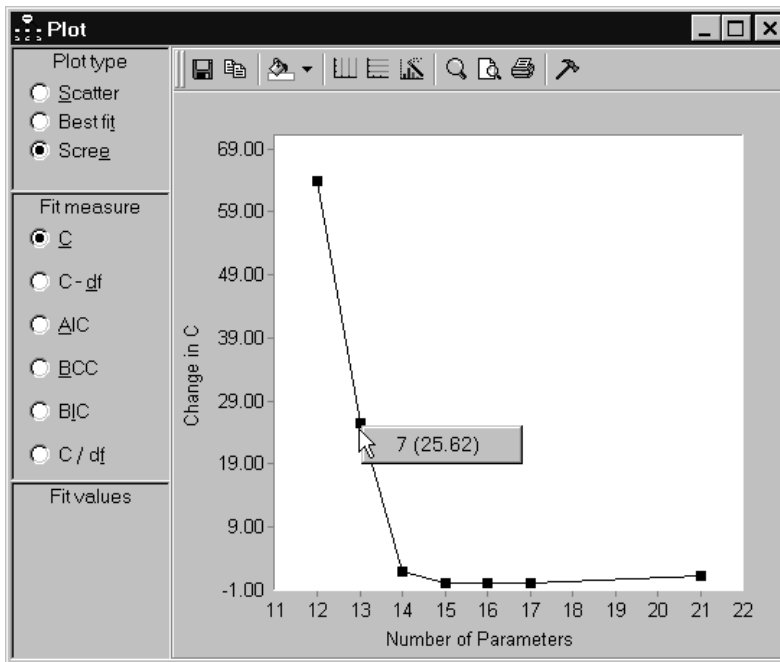 Plot
Plot type
Scatter
Best fit
Scree
Fit measure
C
C - df
AIC
BCC
BIC
C / df
Fit values
69.00
59.00
49.00
39.00
29.00
19.00
9.00
-1.00
Change in C
7 (25.62)
11 12 13 14 15 16 17 18 19 20 21 22
Number of Parameters